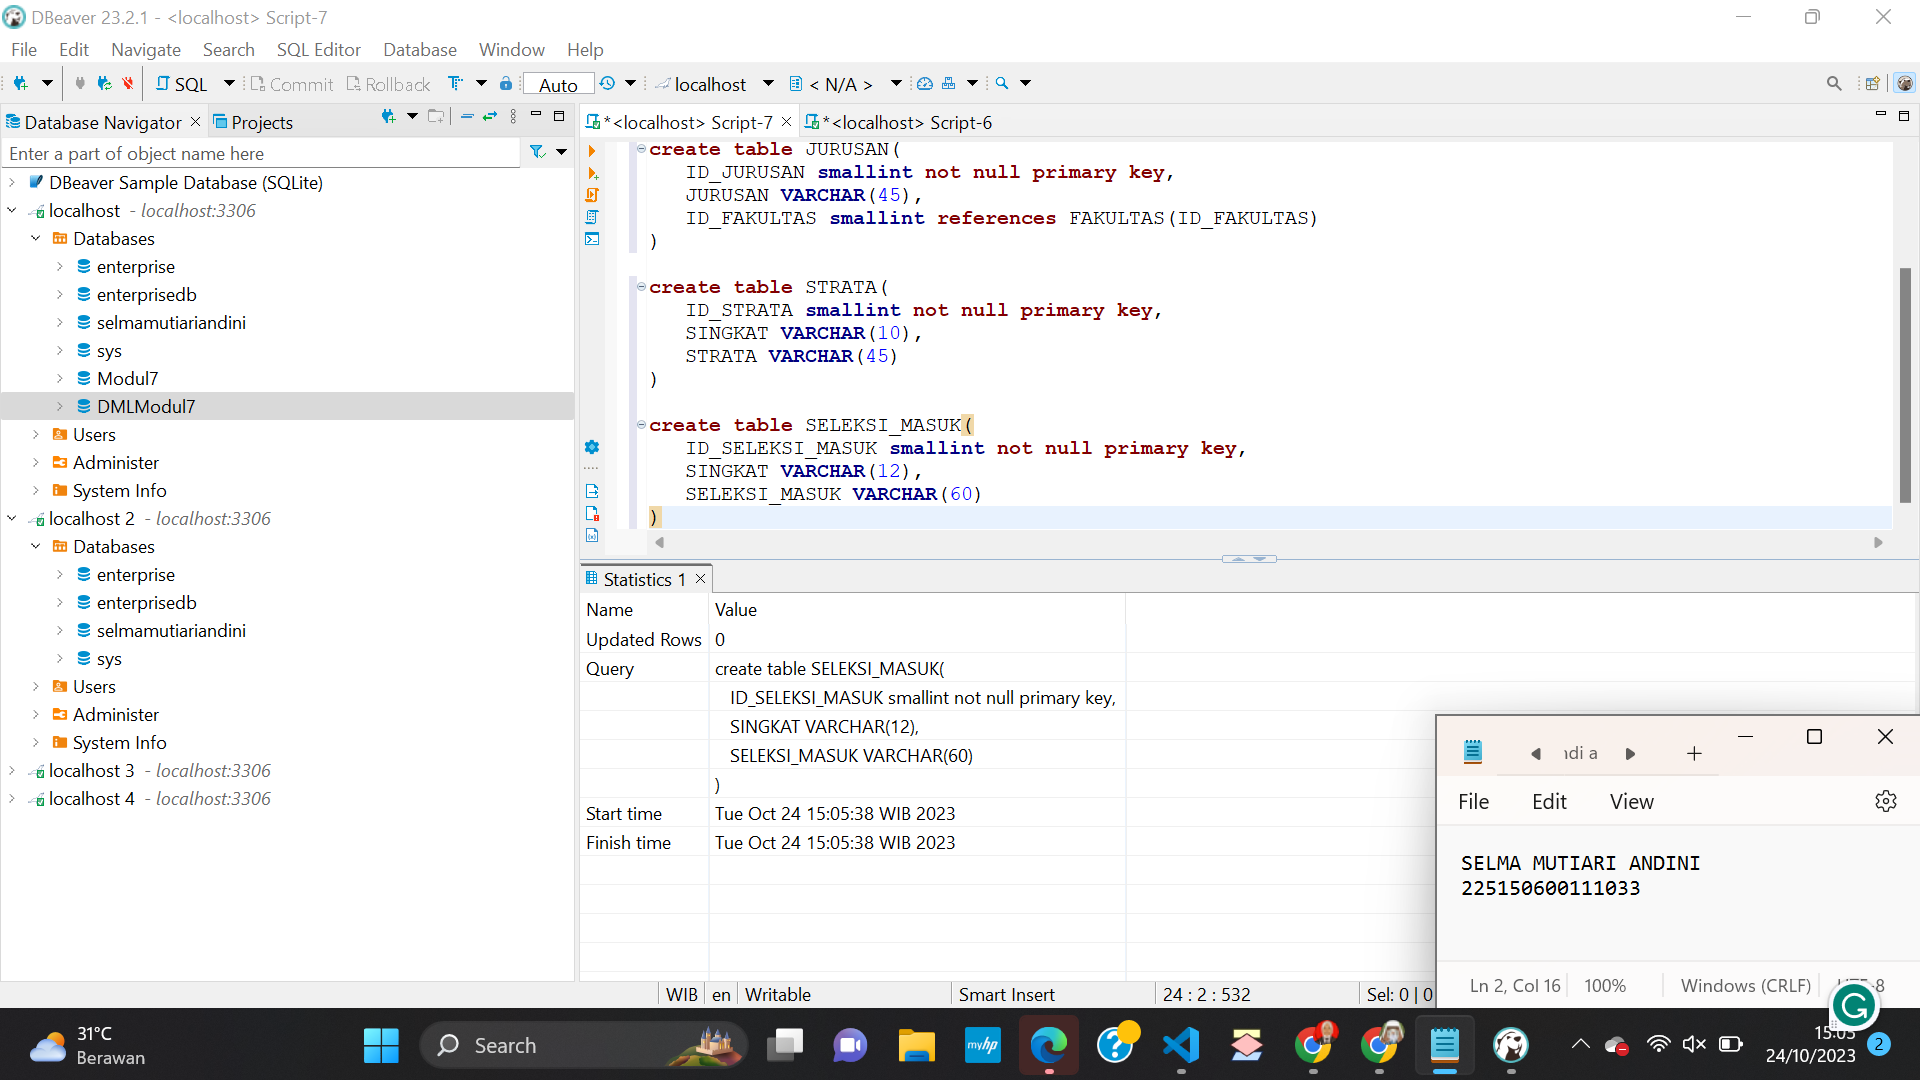 DBeaver 23.2.1 - <localhost> Script-7
File Edit Navigate Search SQL Editor Database Window Help
SQL Commit Rollback Auto localhost < N/A >
Database Navigator Projects
Enter a part of object name here
DBeaver Sample Database (SQLite)
localhost - localhost:3306
Databases
enterprise
enterprisedb
selmamutiariandini
sys
Modul7
DMLModul7
Users
Administer
System Info
localhost 2 - localhost:3306
Databases
enterprise
enterprisedb
selmamutiariandini
sys
Users
Administer
System Info
localhost 3 - localhost:3306
localhost 4 - localhost:3306
*<localhost> Script-7 *<localhost> Script-6
create table JURUSAN(
ID_JURUSAN smallint not null primary key,
JURUSAN VARCHAR(45),
ID_FAKULTAS smallint references FAKULTAS(ID_FAKULTAS)
)
create table STRATA(
ID_STRATA smallint not null primary key,
SINGKAT VARCHAR(10),
STRATA VARCHAR(45)
)
create table SELEKSI_MASUK(
ID_SELEKSI_MASUK smallint not null primary key,
SINGKAT VARCHAR(12),
SELEKSI_MASUK VARCHAR(60)
)
Statistics 1
Name Value
Updated Rows 0
Query create table SELEKSI_MASUK(
ID_SELEKSI_MASUK smallint not null primary key,
SINGKAT VARCHAR(12),
SELEKSI_MASUK VARCHAR(60)
)
Start time Tue Oct 24 15:05:38 WIB 2023
Finish time Tue Oct 24 15:05:38 WIB 2023
WIB en Writable Smart Insert 24 : 2 : 532 Sel: 0 | 0
ndi a
File Edit View
SELMA MUTIARI ANDINI
225150600111033
Ln 2, Col 16 100% Windows (CRLF)
31°C
Berawan
Search
myhp
24/10/2023
2